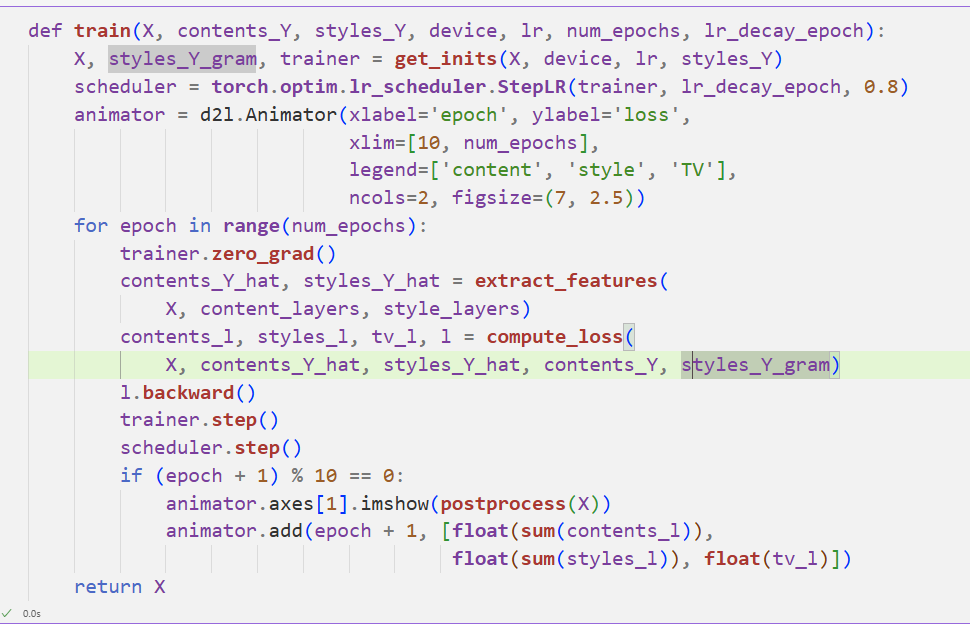 def train(X, contents_Y, styles_Y, device, lr, num_epochs, lr_decay_epoch):
    X, styles_Y_gram, trainer = get_inits(X, device, lr, styles_Y)
    scheduler = torch.optim.lr_scheduler.StepLR(trainer, lr_decay_epoch, 0.8)
    animator = d2l.Animator(xlabel='epoch', ylabel='loss',
                            xlim=[10, num_epochs],
                            legend=['content', 'style', 'TV'],
                            ncols=2, figsize=(7, 2.5))
    for epoch in range(num_epochs):
        trainer.zero_grad()
        contents_Y_hat, styles_Y_hat = extract_features(
            X, content_layers, style_layers)
        contents_l, styles_l, tv_l, l = compute_loss(
            X, contents_Y_hat, styles_Y_hat, contents_Y, styles_Y_gram)
        l.backward()
        trainer.step()
        scheduler.step()
        if (epoch + 1) % 10 == 0:
            animator.axes[1].imshow(postprocess(X))
            animator.add(epoch + 1, [float(sum(contents_l)),
                                     float(sum(styles_l)), float(tv_l)])
    return X
0.0s